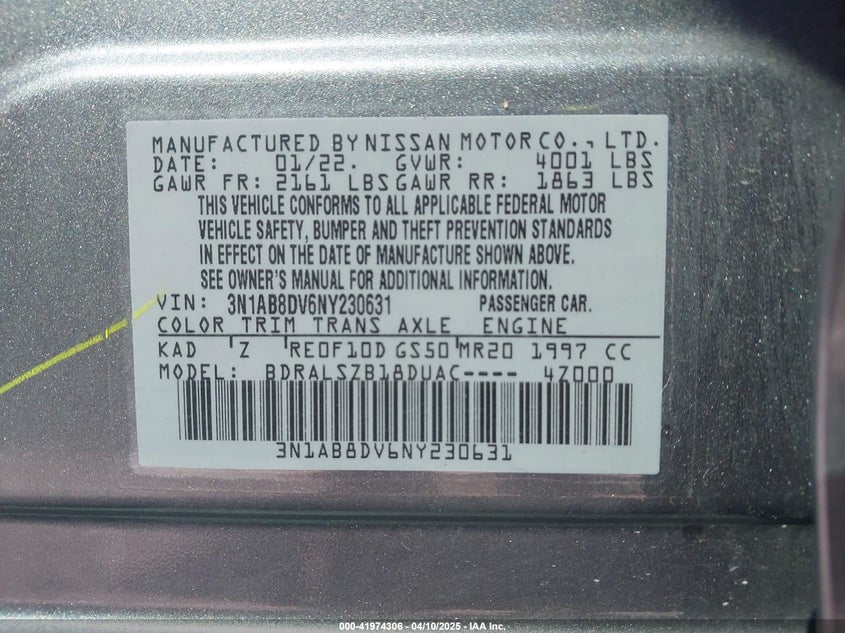 MANUFACTURED BY NISSAN MOTOR CO., LTD.
DATE: 01/22. GVWR: 4001 LBS
GAWR FR: 2161 LBS GAWR RR: 1863 LBS
THIS VEHICLE CONFORMS TO ALL APPLICABLE FEDERAL MOTOR
VEHICLE SAFETY, BUMPER AND THEFT PREVENTION STANDARDS
IN EFFECT ON THE DATE OF MANUFACTURE SHOWN ABOVE.
SEE OWNER'S MANUAL FOR ADDITIONAL INFORMATION.
VIN: 3N1AB8DV6NY230631 PASSENGER CAR.
COLOR TRIM TRANS AXLE ENGINE
KAD Z RE0F10D GS50 MR20 1997 CC
MODEL: BDRALSZB18DUAC---- 4Z000
3N1AB8DV6NY230631
000-41974306 - 04/10/2025 - IAA Inc.